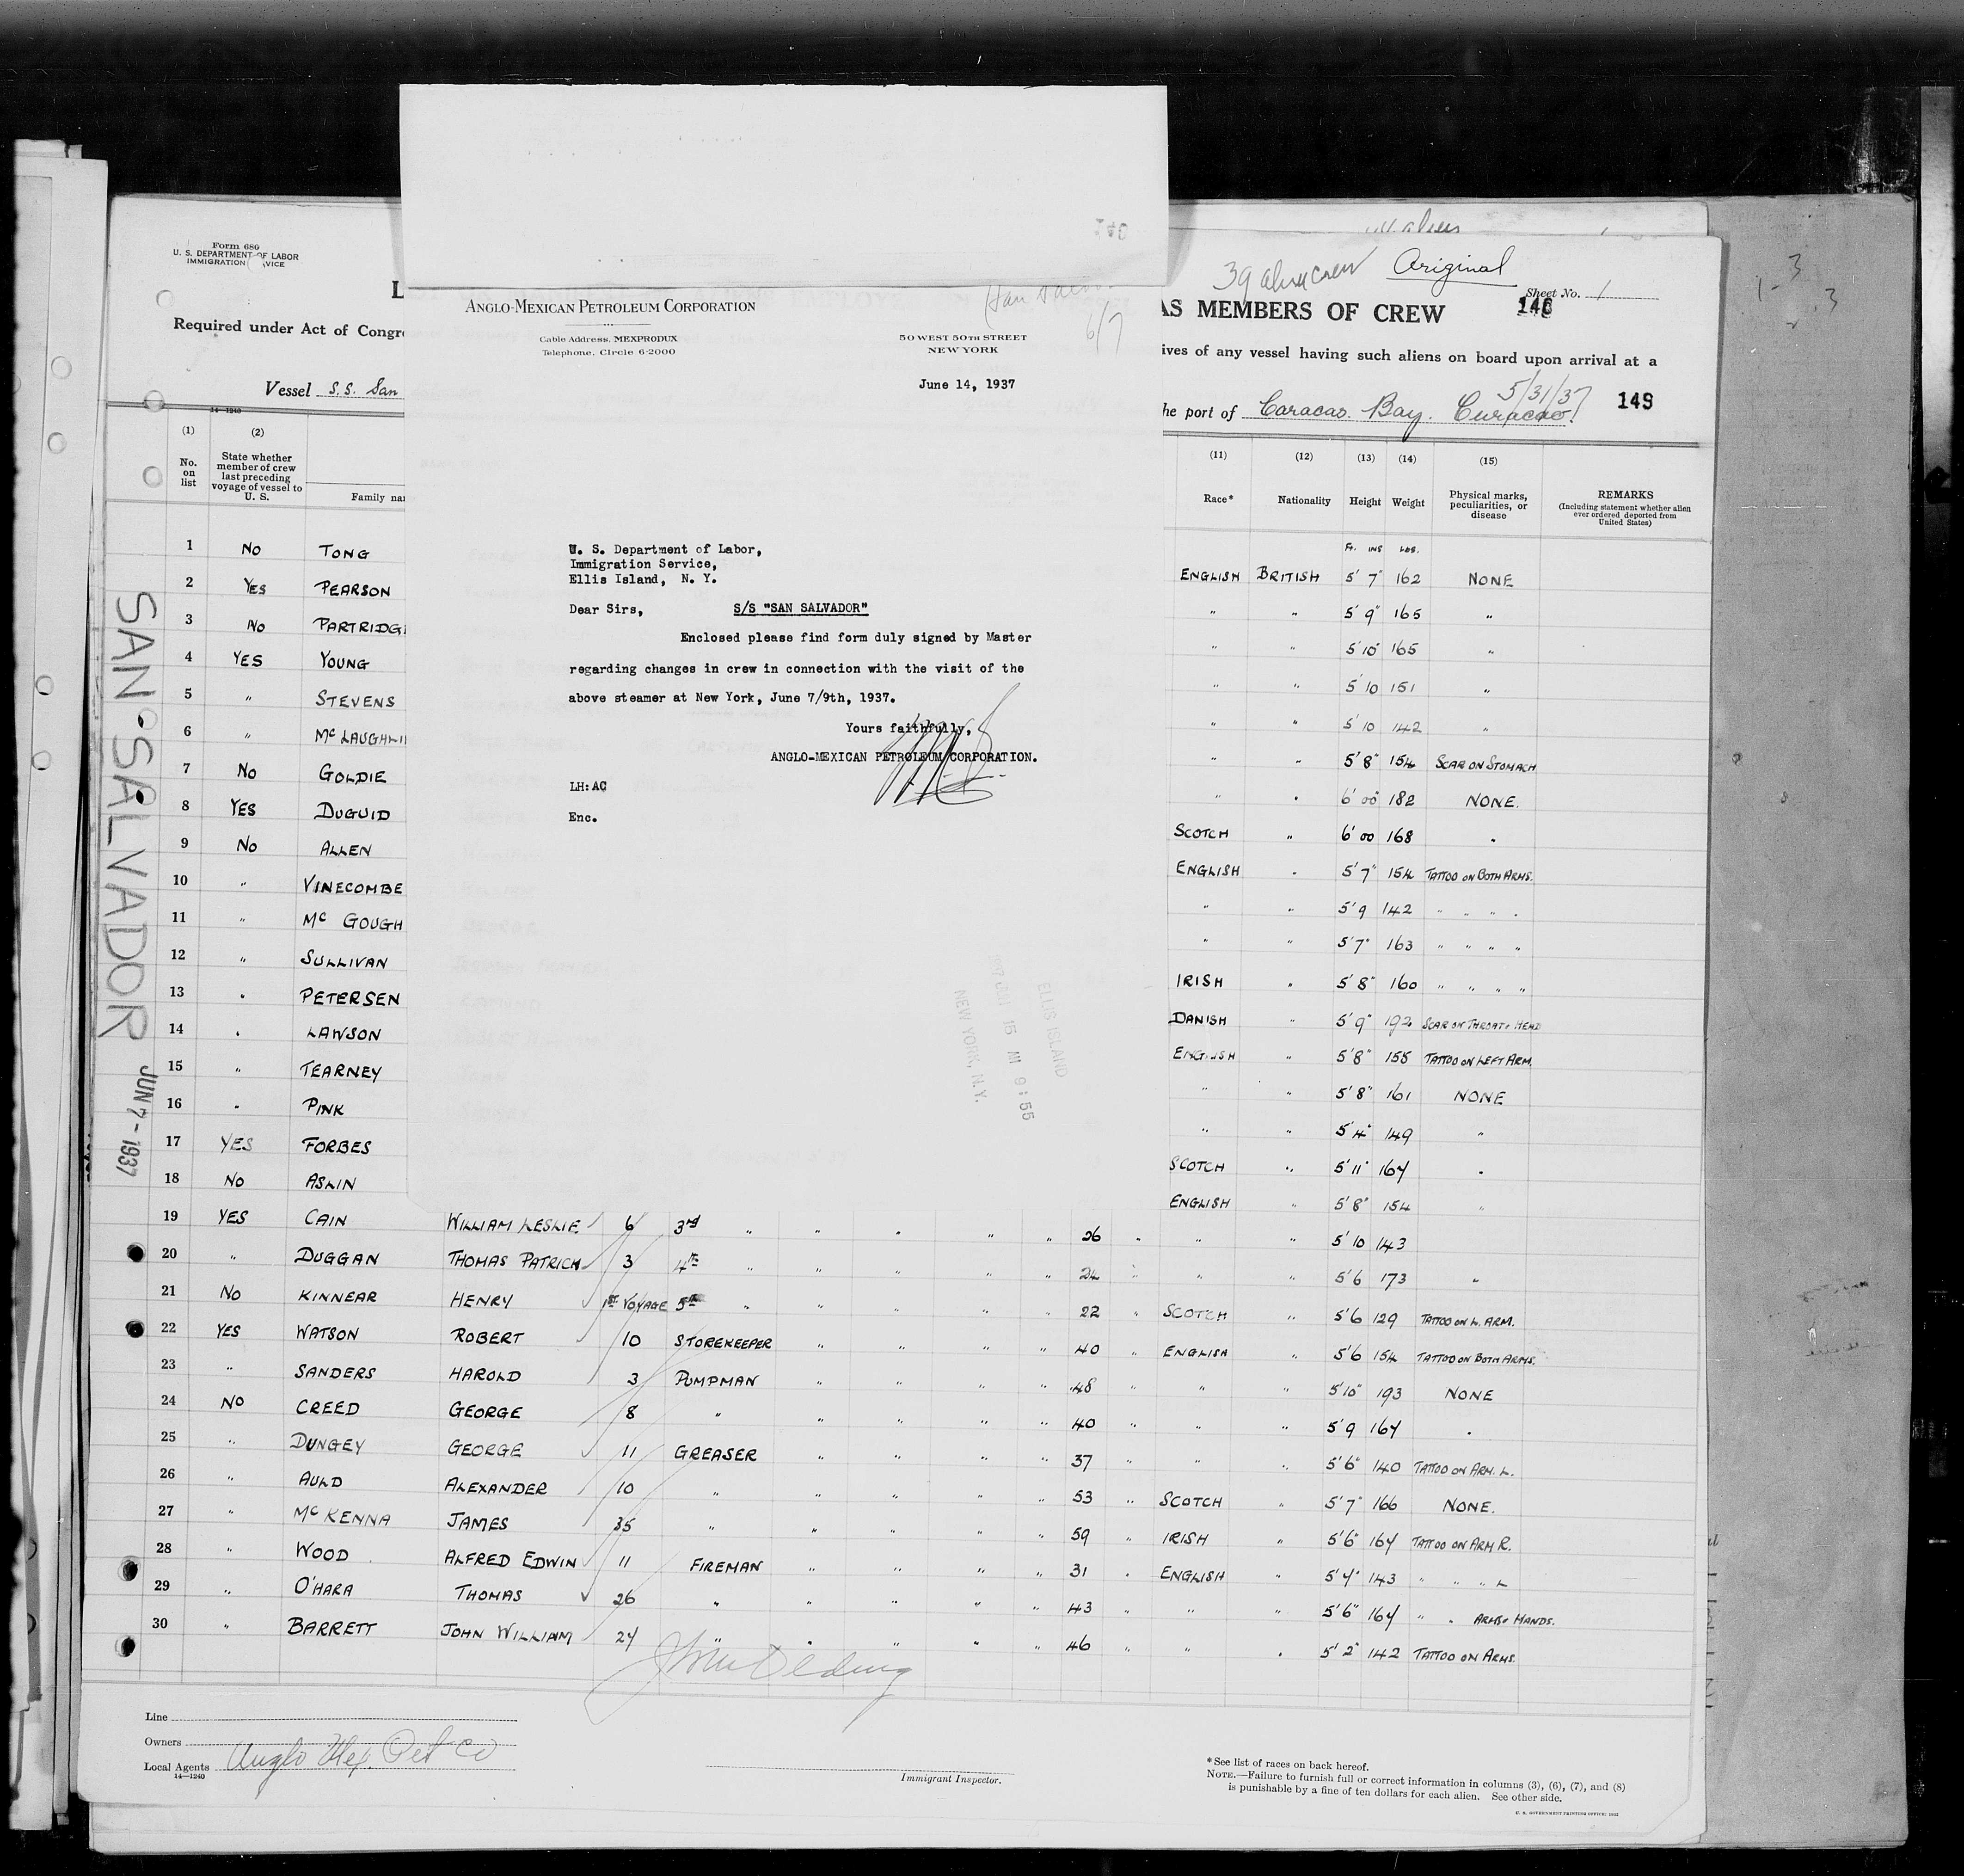 Form 680
U. S. DEPARTMENT OF LABOR
IMMIGRATION
Required under Act of Congr
Vessel S.S. San
14—1240
39 alien crew Original
Sheet No. 1
AS MEMBERS OF CREW
ives of any vessel having such aliens on board upon arrival at a
5/31/37
he port of Caracas Bay. Curacao. 149
ANGLO-MEXICAN PETROLEUM CORPORATION
6/7
Cable Address, MEXPRODUX
Telephone, CIrcle 6-2000
50 WEST 50TH STREET
NEW YORK
June 14, 1937
U. S. Department of Labor,
Immigration Service,
Ellis Island, N. Y.
Dear Sirs, S/S "SAN SALVADOR"
Enclosed please find form duly signed by Master
regarding changes in crew in connection with the visit of the
above steamer at New York, June 7/9th, 1937.
Yours faithfully,
ANGLO-MEXICAN PETROLEUM CORPORATION.
LH:AC
Enc.
ELLIS ISLAND
15 AM 9:55
NEW YORK, N.Y.
SAN SALVADOR JUN 7 - 1937
(1) (2) (11) (12) (13) (14) (15)
No. on list
State whether member of crew last preceding voyage of vessel to U. S.
Family na
Race* Nationality Height Weight
Physical marks, peculiarities, or disease
REMARKS
(Including statement whether alien ever ordered deported from United States)
Ft. INS LBS.
1 NO TONG ENGLISH BRITISH 5' 7" 162 NONE
2 YES PEARSON " " 5' 9" 165 "
3 NO PARTRIDG " " 5'10" 165 "
4 YES YOUNG " " 5'10 151 "
5 " STEVENS " " 5'10 142 "
6 " McLAUGHLI " " 5'8" 154 SCAR ON STOMACH
7 NO GOLDIE " " 6'00" 182 NONE.
8 YES DUGUID SCOTCH " 6'00 168 "
9 NO ALLEN ENGLISH " 5'7" 154 TATTOO ON BOTH ARMS.
10 " VINECOMBE " " 5'9 142 " " " "
11 " Mc GOUGH " " 5'7" 163 " " " "
12 " SULLIVAN IRISH " 5'8" 160 " " " "
13 " PETERSEN DANISH " 5'9" SCAR ON THROAT & HEAD
14 " LAWSON ENGLISH " 5'8" 155 TATTOO ON LEFT ARM.
15 " TEARNEY " " 5'8" 161 NONE
16 " PINK " " 5'4" 149 "
17 YES FORBES SCOTCH " 5'11" 164 "
18 NO ASKIN ENGLISH " 5'8" 154 "
19 YES CAIN WILLIAM LESLIE 6 3rd " " " " " 26 " " " 5'10 143
20 " DUGGAN THOMAS PATRICK 3 4th " " " " " 24 " " " 5'6 173 "
21 NO KINNEAR HENRY 1st VOYAGE 5th " " " " " 22 " SCOTCH " 5'6 129 TATTOO ON L. ARM.
22 YES WATSON ROBERT 10 STOREKEEPER " " " " 40 " ENGLISH " 5'6 154 TATTOO ON BOTH ARMS.
23 " SANDERS HAROLD 3 PUMPMAN " " " " 48 " " " 5'10" 193 NONE
24 NO CREED GEORGE 8 " " " " " 40 " " " 5'9 164 "
25 " DUNGEY GEORGE 11 GREASER " " " " 37 " " " 5'6" 140 TATTOO ON ARM. L.
26 " AULD ALEXANDER 10 " " " " " 53 " SCOTCH " 5'7" 166 NONE.
27 " Mc KENNA JAMES 35 " " " " " 59 " IRISH " 5'6" 164 TATTOO ON ARM R.
28 " WOOD ALFRED EDWIN 11 FIREMAN " " " " 31 " ENGLISH " 5'4" 143 " " " L
29 " O'HARA THOMAS 26 " " " " " 43 " " " 5'6" 164 " " ARMS & HANDS.
30 " BARRETT JOHN WILLIAM 24 " " " " " 46 " " " 5'2" 142 TATTOO ON ARMS.
Line
Owners
Local Agents Anglo Mex. Pet Co
14—1240
Immigrant Inspector.
*See list of races on back hereof.
NOTE.—Failure to furnish full or correct information in columns (3), (6), (7), and (8)
is punishable by a fine of ten dollars for each alien. See other side.